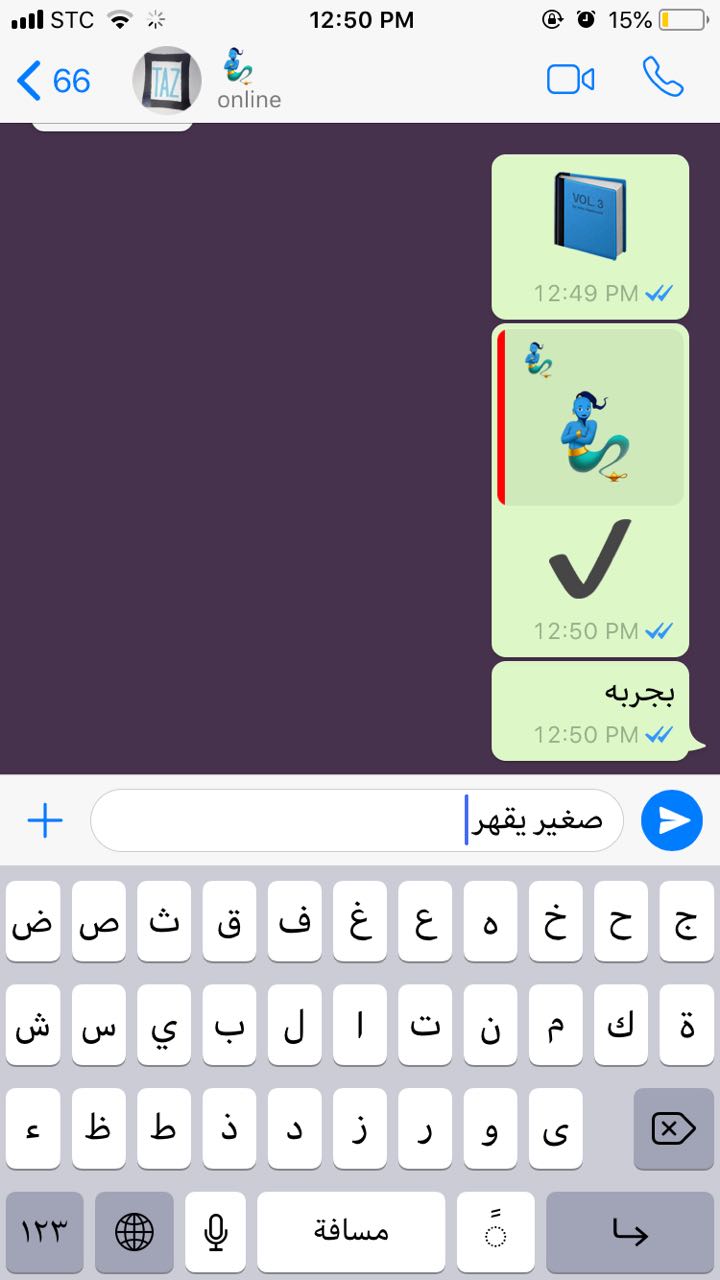 STC 12:50 PM 15%
66
TAZ
online
VOL. 3
12:49 PM
12:50 PM
بجربه
12:50 PM
صغير يقهر
ض ص ث ق ف غ ع ه خ ح ج
ش س ي ب ل ا ت ن م ك ة
ء ظ ط ذ د ز ر و ى
١٢٣ مسافة